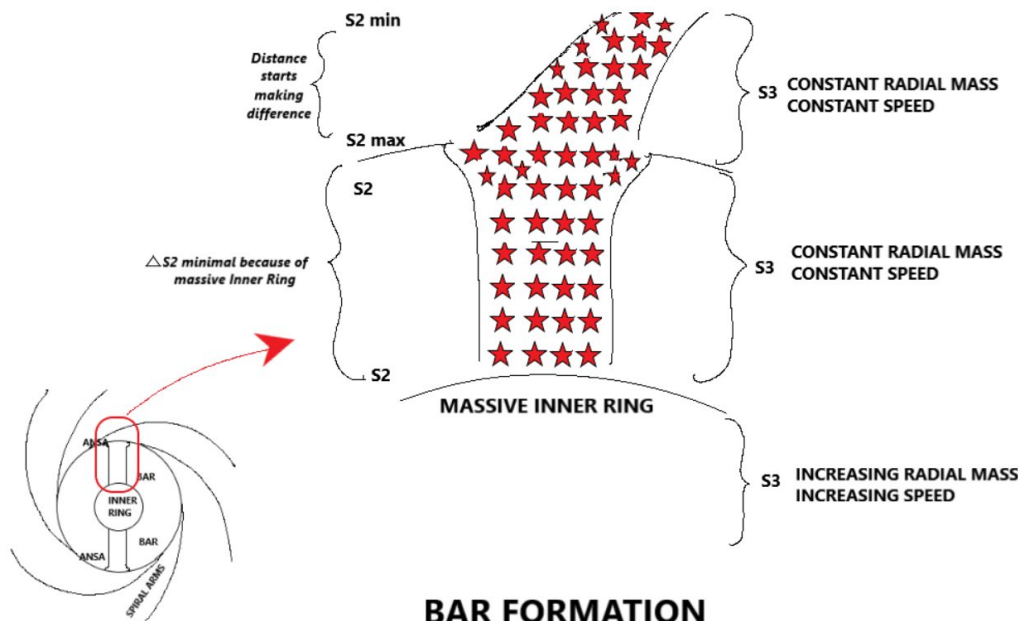 S2 min
Distance
starts
making
difference
S3 CONSTANT RADIAL MASS
CONSTANT SPEED
S2 max
S2
△S2 minimal because of
massive Inner Ring
S3 CONSTANT RADIAL MASS
CONSTANT SPEED
S2
MASSIVE INNER RING
S3 INCREASING RADIAL MASS
INCREASING SPEED
ANSA
BAR
INNER
RING
BAR
ANSA
SPIRAL ARMS
BAR FORMATION